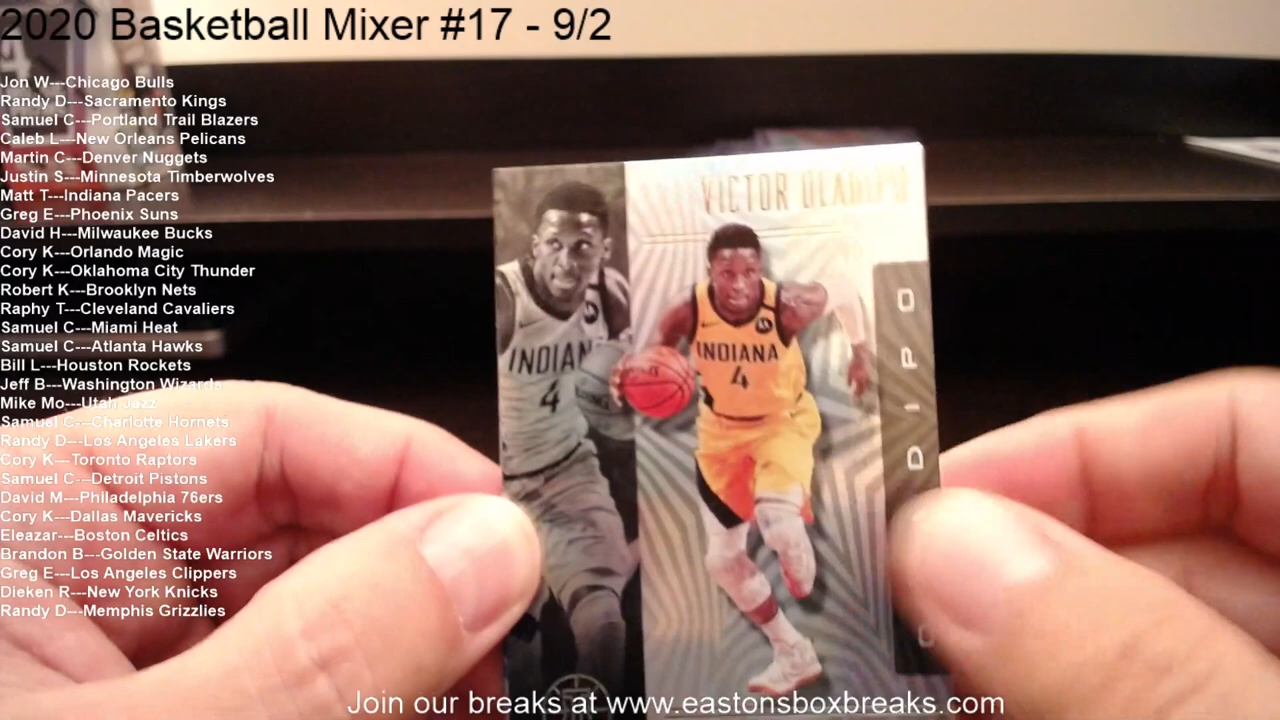 2020 Basketball Mixer #17 - 9/2
Jon W---Chicago Bulls
Randy D---Sacramento Kings
Samuel C---Portland Trail Blazers
Caleb L---New Orleans Pelicans
Martin C---Denver Nuggets
Justin S---Minnesota Timberwolves
Matt T---Indiana Pacers
Greg E---Phoenix Suns
David H---Milwaukee Bucks
Cory K---Orlando Magic
Cory K---Oklahoma City Thunder
Robert K---Brooklyn Nets
Raphy T---Cleveland Cavaliers
Samuel C---Miami Heat
Samuel C---Atlanta Hawks
Bill L---Houston Rockets
Jeff B---Washington Wizards
Mike Mo---Utah Jazz
Samuel C---Charlotte Hornets
Randy D---Los Angeles Lakers
Cory K---Toronto Raptors
Samuel C---Detroit Pistons
David M---Philadelphia 76ers
Cory K---Dallas Mavericks
Eleazar---Boston Celtics
Brandon B---Golden State Warriors
Greg E---Los Angeles Clippers
Dieken R---New York Knicks
Randy D---Memphis Grizzlies
VICTOR OLADIPO
INDIAN
4
INDIANA
4
DIPO
Join our breaks at www.eastonsboxbreaks.com